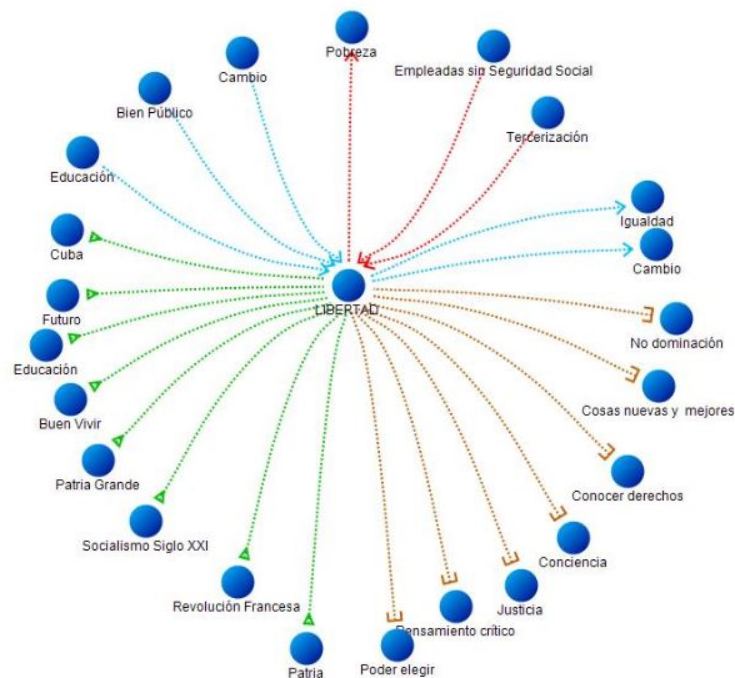 Pobreza
Cambio
Empleadas sin Seguridad Social
Bien Público
Tercerización
Educación
Igualdad
Cuba
Cambio
LIBERTAD
Futuro
No dominación
Educación
Buen Vivir
Cosas nuevas y mejores
Patria Grande
Conocer derechos
Socialismo Siglo XXI
Conciencia
Revolución Francesa
Justicia
Pensamiento crítico
Patria
Poder elegir